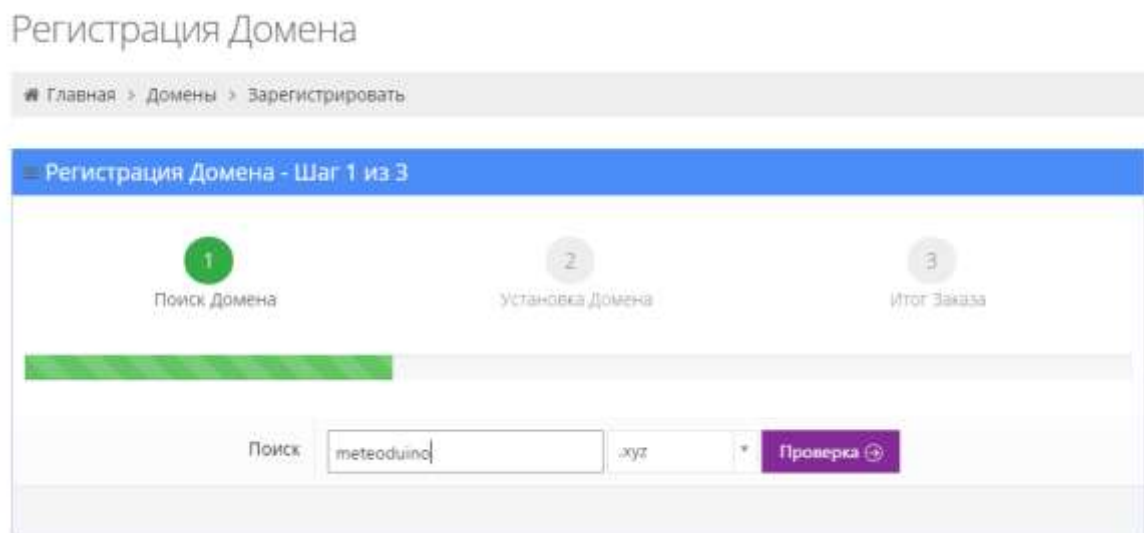 Регистрация Домена
Главная > Домены > Зарегистрировать
Регистрация Домена - Шаг 1 из 3
1
2
3
Поиск Домена
Установка Домена
Итог Заказа
Поиск
meteoduino
.xyz
Проверка